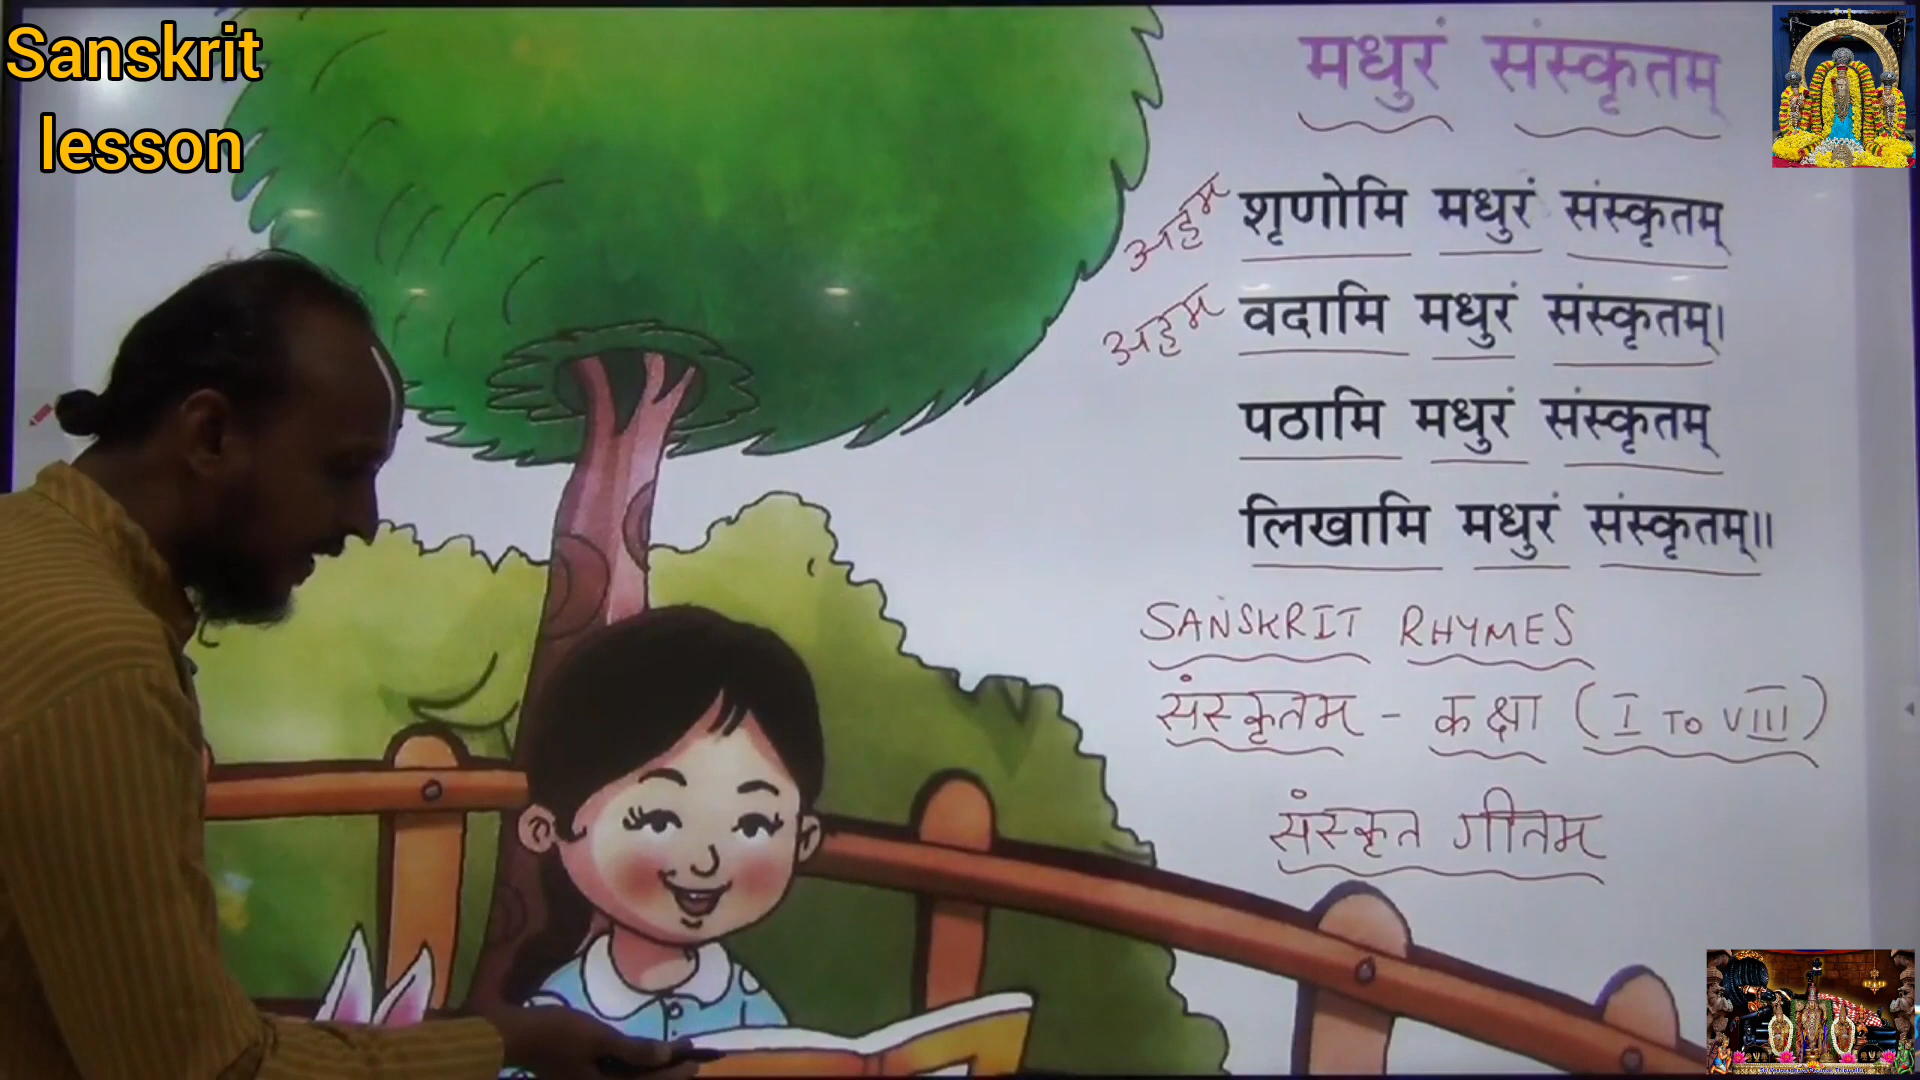 Sanskrit
lesson
मधुरं संस्कृतम्
अहम शृणोमि मधुरं संस्कृतम्
अहम वदामि मधुरं संस्कृतम्।
पठामि मधुरं संस्कृतम्
लिखामि मधुरं संस्कृतम्॥
SANSKRIT RHYMES
संस्कृतम - कक्षा (I TO VIII)
संस्कृत गीतम